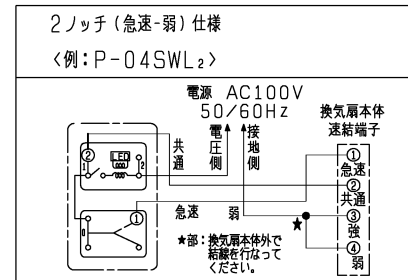 2ノッチ(急速-弱)仕様
〈例:P-04SWL₂〉
電源 AC100V
50/60Hz
換気扇本体
速結端子
共通
電圧側
接地側
② LED
1 2
①
0
急速 弱
★
① 急速
② 共通
③ 強
④ 弱
★部:換気扇本体外で
結線を行なって
ください。